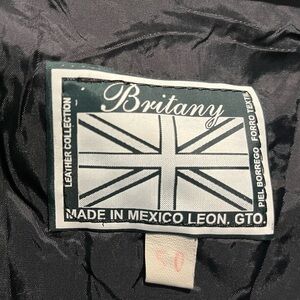 Britany
LEATHER COLLECTION
PIEL BORREGO FORRO TEXTIL
MADE IN MEXICO LEON, GTO.